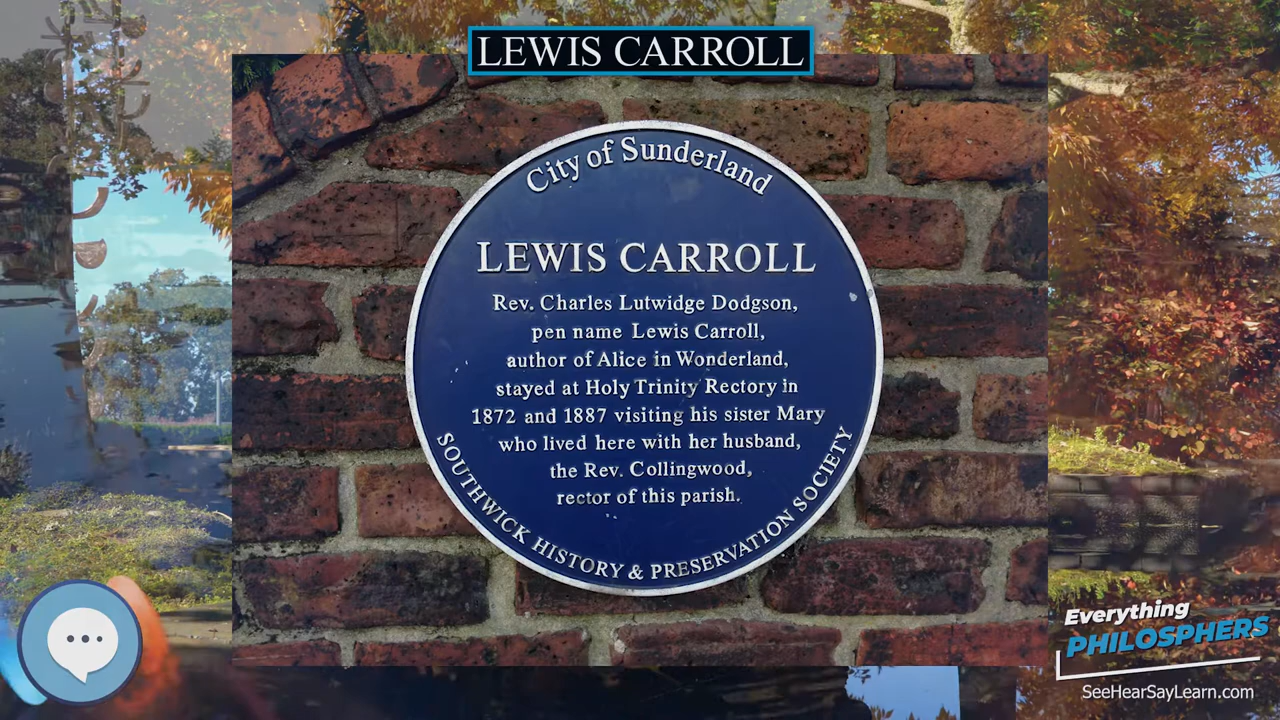 LEWIS CARROLL
City of Sunderland
LEWIS CARROLL
Rev. Charles Lutwidge Dodgson,
pen name Lewis Carroll,
author of Alice in Wonderland,
stayed at Holy Trinity Rectory in
1872 and 1887 visiting his sister Mary
who lived here with her husband,
the Rev. Collingwood,
rector of this parish.
SOUTHWICK HISTORY & PRESERVATION SOCIETY
Everything
PHILOSPHERS
SeeHearSayLearn.com